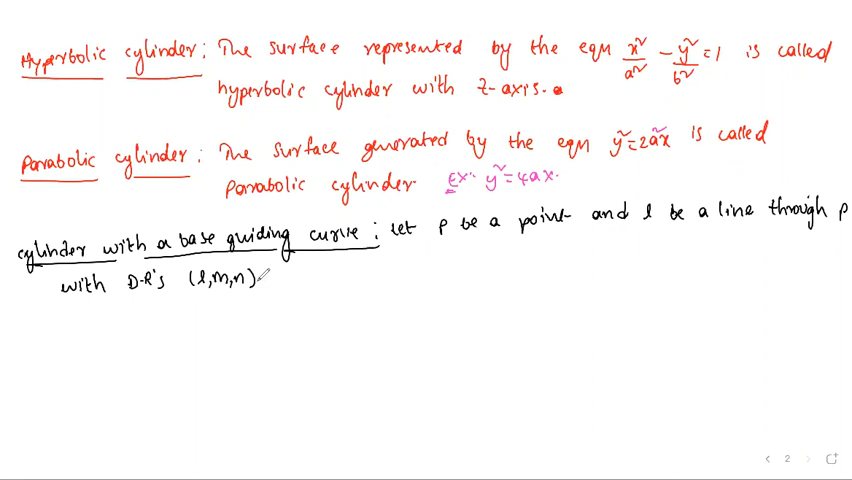 Hyperbolic cylinder: The surface represented by the eqn x²/a² - y²/b² = 1 is called
hyperbolic cylinder with z-axis.
Parabolic cylinder: The surface generated by the eqn y² = 2a²x is called
parabolic cylinder. Ex: y² = 4ax.
cylinder with a base guiding curve: Let P be a point and l be a line through P
with D.R's (l,m,n)
2